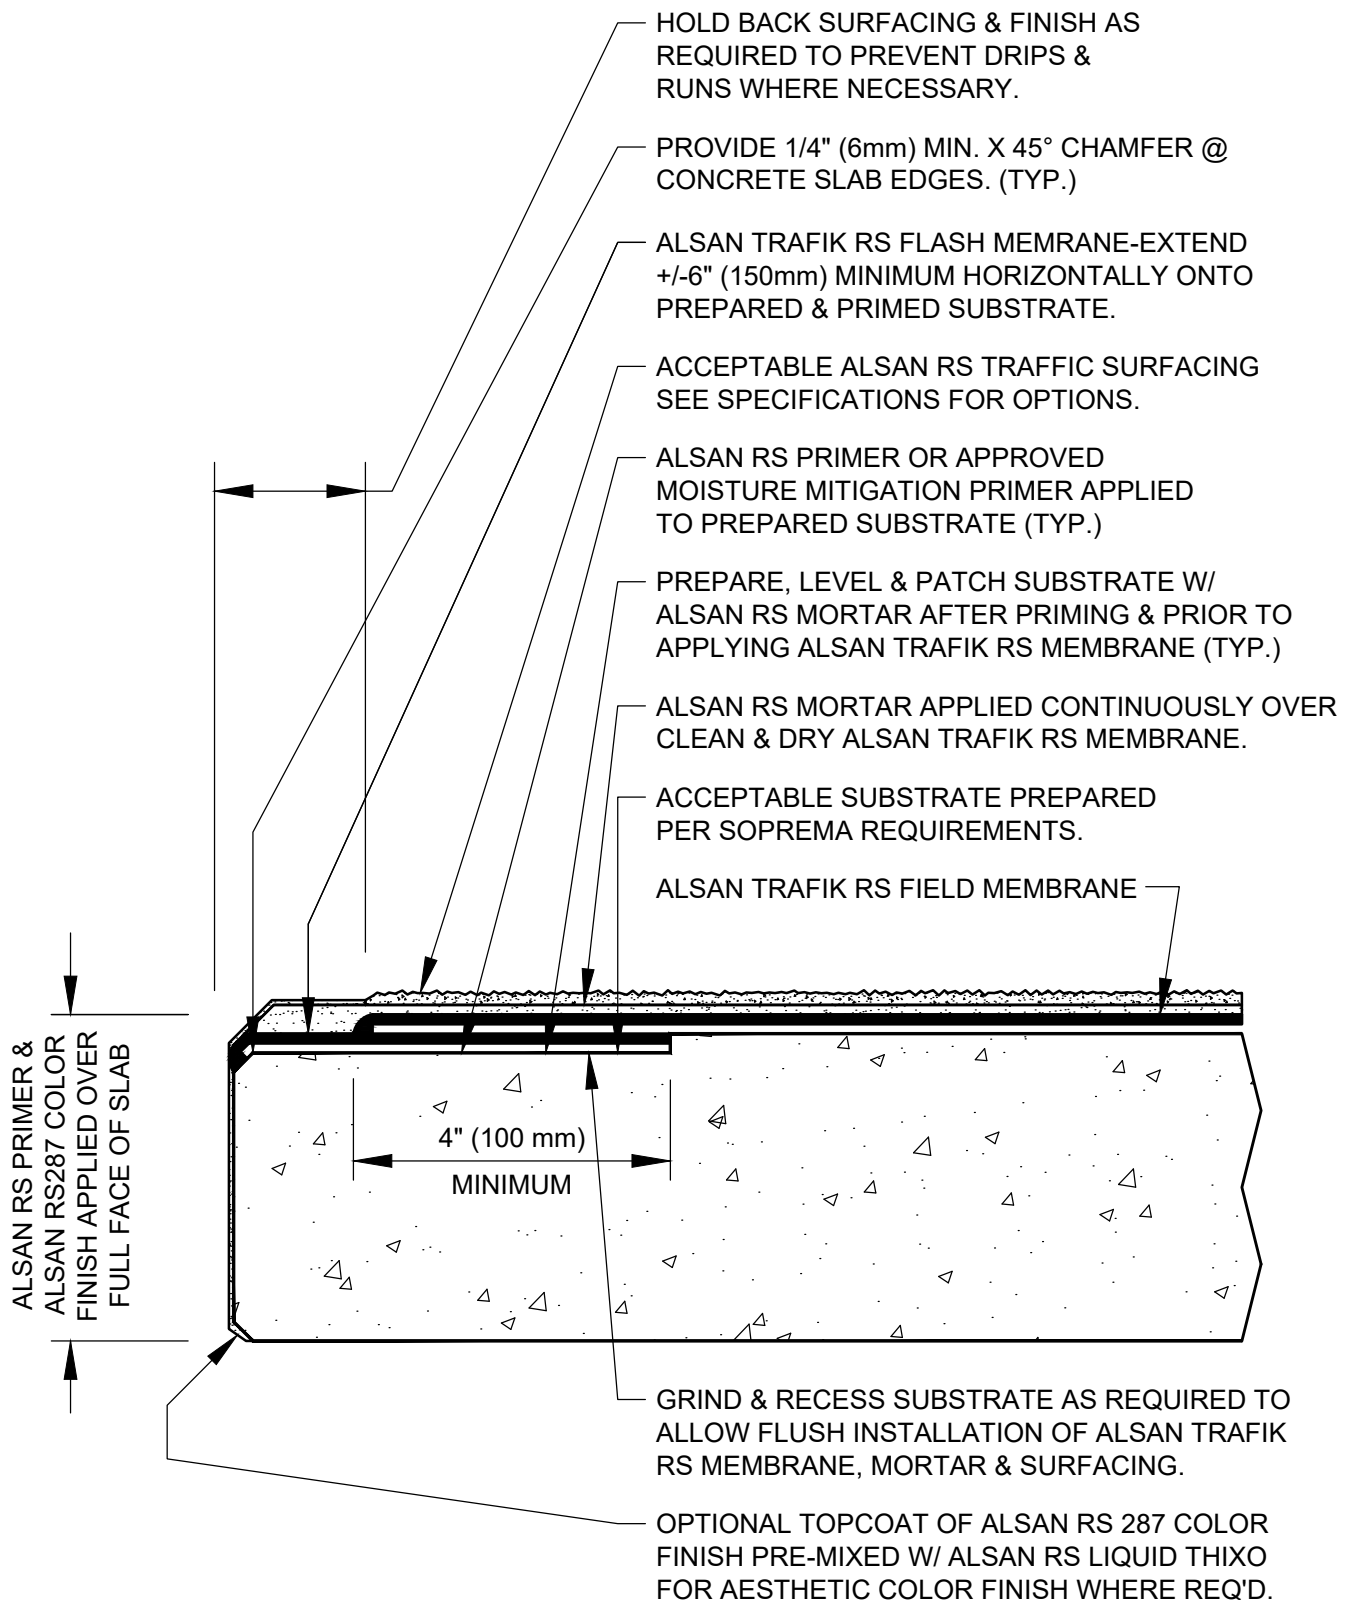 HOLD BACK SURFACING & FINISH AS
REQUIRED TO PREVENT DRIPS &
RUNS WHERE NECESSARY.
PROVIDE 1/4" (6mm) MIN. X 45° CHAMFER @
CONCRETE SLAB EDGES. (TYP.)
ALSAN TRAFIK RS FLASH MEMRANE-EXTEND
+/-6" (150mm) MINIMUM HORIZONTALLY ONTO
PREPARED & PRIMED SUBSTRATE.
ACCEPTABLE ALSAN RS TRAFFIC SURFACING
SEE SPECIFICATIONS FOR OPTIONS.
ALSAN RS PRIMER OR APPROVED
MOISTURE MITIGATION PRIMER APPLIED
TO PREPARED SUBSTRATE (TYP.)
PREPARE, LEVEL & PATCH SUBSTRATE W/
ALSAN RS MORTAR AFTER PRIMING & PRIOR TO
APPLYING ALSAN TRAFIK RS MEMBRANE (TYP.)
ALSAN RS MORTAR APPLIED CONTINUOUSLY OVER
CLEAN & DRY ALSAN TRAFIK RS MEMBRANE.
ACCEPTABLE SUBSTRATE PREPARED
PER SOPREMA REQUIREMENTS.
ALSAN TRAFIK RS FIELD MEMBRANE
ALSAN RS PRIMER &
ALSAN RS287 COLOR
FINISH APPLIED OVER
FULL FACE OF SLAB
4" (100 mm)
MINIMUM
GRIND & RECESS SUBSTRATE AS REQUIRED TO
ALLOW FLUSH INSTALLATION OF ALSAN TRAFIK
RS MEMBRANE, MORTAR & SURFACING.
OPTIONAL TOPCOAT OF ALSAN RS 287 COLOR
FINISH PRE-MIXED W/ ALSAN RS LIQUID THIXO
FOR AESTHETIC COLOR FINISH WHERE REQ'D.